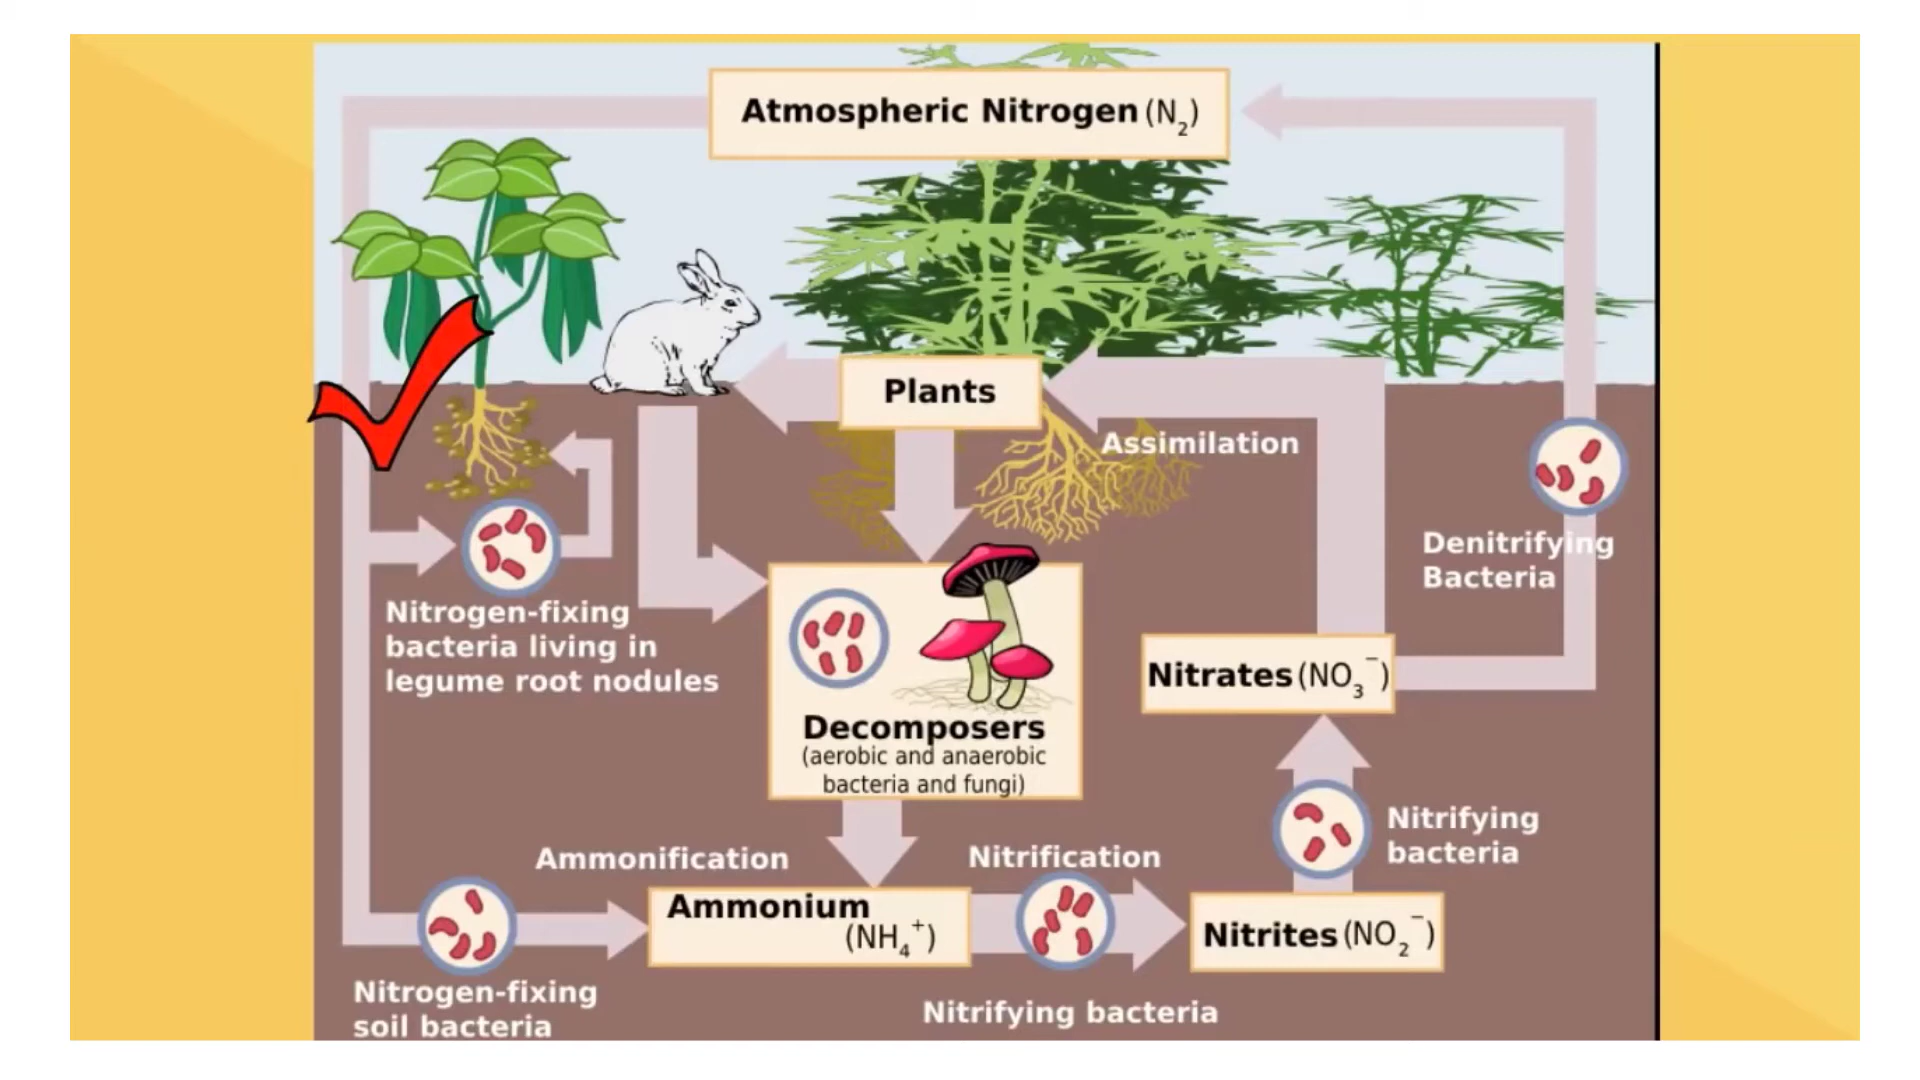 Atmospheric Nitrogen (N₂)
Plants
Assimilation
Denitrifying
Bacteria
Nitrogen-fixing
bacteria living in
legume root nodules
Nitrates (NO₃⁻)
Decomposers
(aerobic and anaerobic
bacteria and fungi)
Nitrifying
bacteria
Ammonification
Nitrification
Ammonium
(NH₄⁺)
Nitrites (NO₂⁻)
Nitrogen-fixing
soil bacteria
Nitrifying bacteria